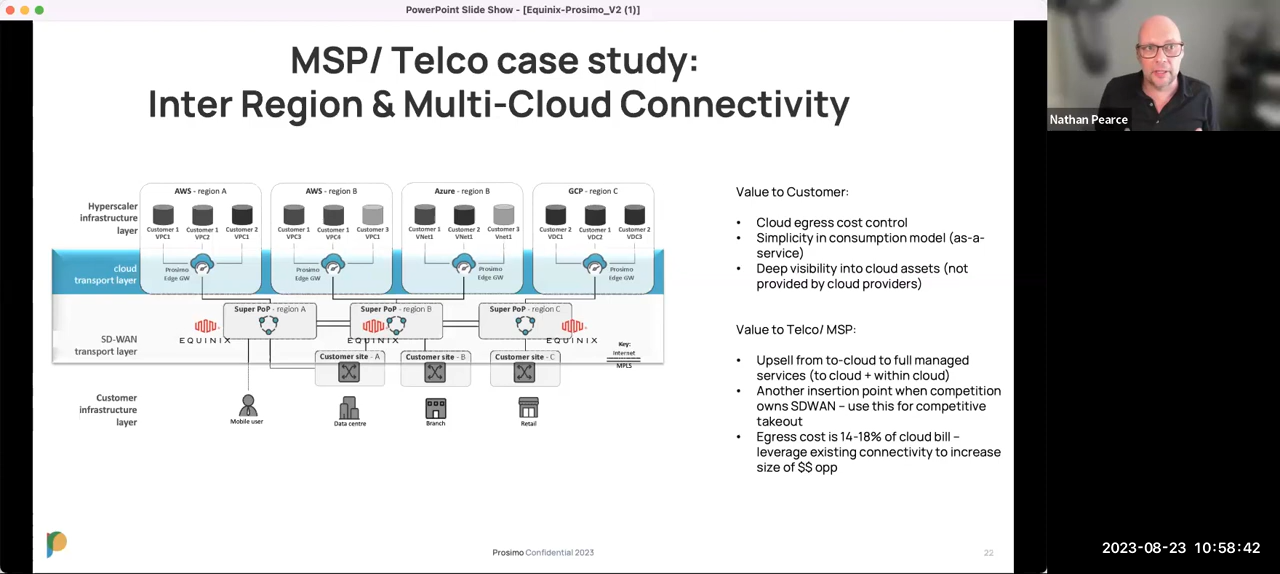 PowerPoint Slide Show - [Equinix-Prosimo_V2 (1)]
MSP/ Telco case study:
Inter Region & Multi-Cloud Connectivity
Nathan Pearce
Hyperscaler
infrastructure
layer
AWS - region A
Customer 1
VPC1
Customer 1
VPC2
Customer 2
VPC1
AWS - region B
Customer 1
VPC3
Customer 1
VPC4
Customer 3
VPC1
Azure - region B
Customer 1
VNet1
Customer 2
VNet1
Customer 3
Vnet1
GCP - region C
Customer 2
VDC1
Customer 1
VDC2
Customer 2
VDC3
cloud
transport layer
Prosimo
Edge GW
Prosimo
Edge GW
Prosimo
Edge GW
Prosimo
Edge GW
SD-WAN
transport layer
Super PoP - region A
Super PoP - region B
Super PoP - region C
EQUINIX
EQUINIX
EQUINIX
Customer site - A
Customer site - B
Customer site - C
Key:
Internet
MPLS
Customer
infrastructure
layer
Mobile user
Data centre
Branch
Retail
Value to Customer:
• Cloud egress cost control
• Simplicity in consumption model (as-a-
service)
• Deep visibility into cloud assets (not
provided by cloud providers)
Value to Telco/ MSP:
• Upsell from to-cloud to full managed
services (to cloud + within cloud)
• Another insertion point when competition
owns SDWAN – use this for competitive
takeout
• Egress cost is 14-18% of cloud bill –
leverage existing connectivity to increase
size of $$ opp
Prosimo Confidential 2023
22
2023-08-23 10:58:42